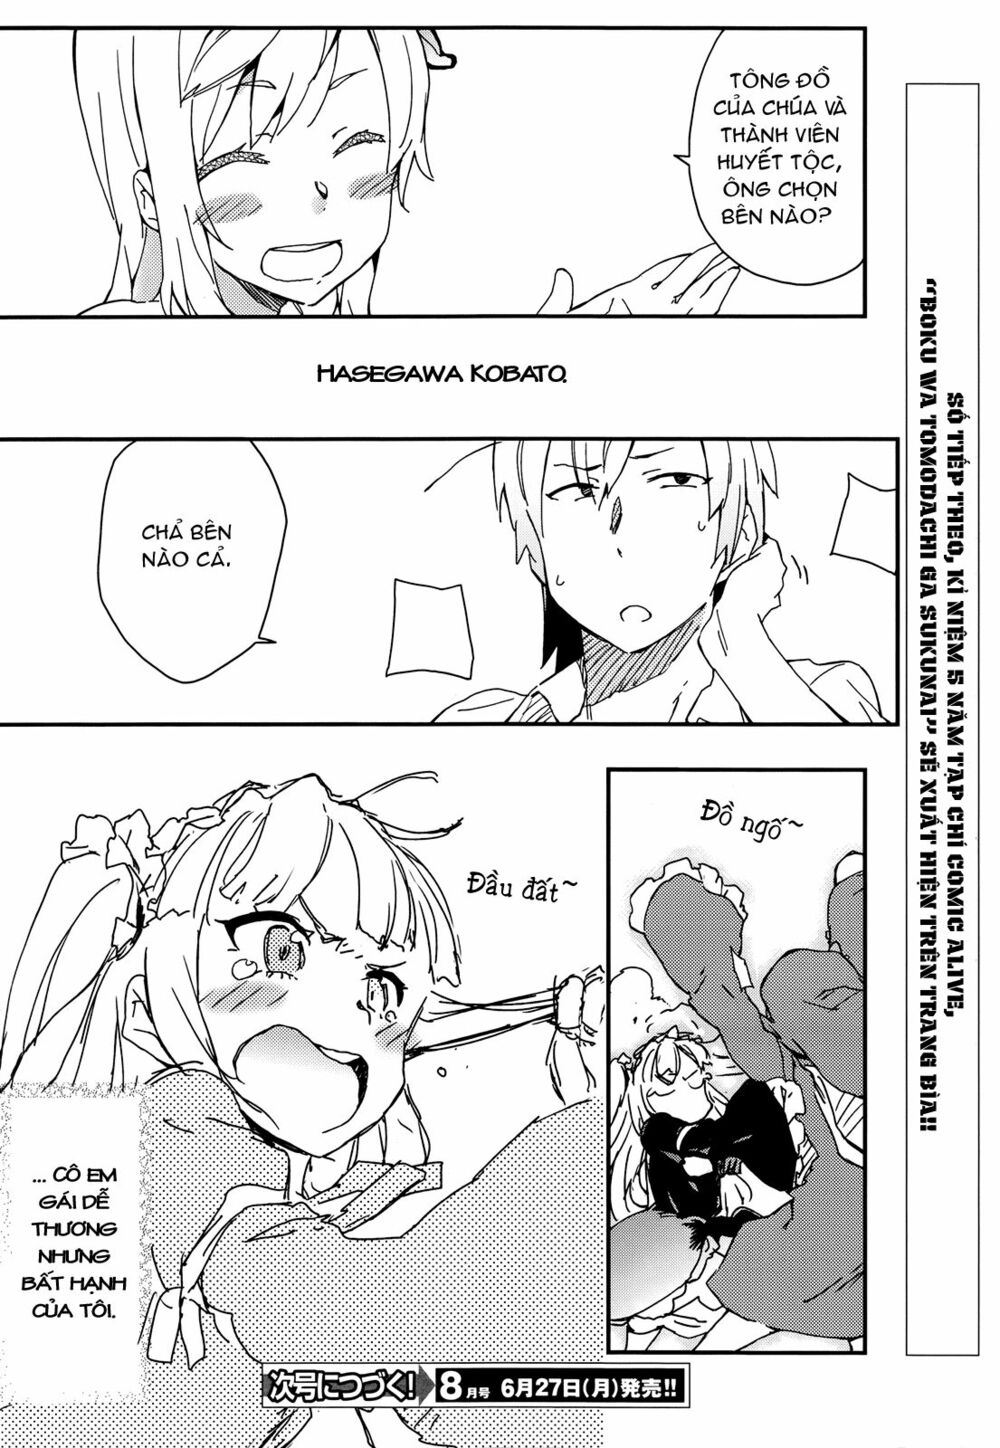 TÔNG ĐỒ
CỦA CHÚA VÀ
THÀNH VIÊN
HUYẾT TỘC,
ÔNG CHỌN
BÊN NÀO?
HASEGAWA KOBATO.
CHẢ BÊN
NÀO CẢ.
Đồ ngố~
Đầu đất~
... CÔ EM
GÁI DỄ
THƯƠNG
NHƯNG
BẤT HẠNH
CỦA TÔI.
SỐ TIẾP THEO, KỈ NIỆM 5 NĂM TẠP CHÍ COMIC ALIVE,
“BOKU WA TOMODACHI GA SUKUNAI” SẼ XUẤT HIỆN TRÊN TRANG BÌA!!
次号につづく! 8月号 6月27日(月)発売!!